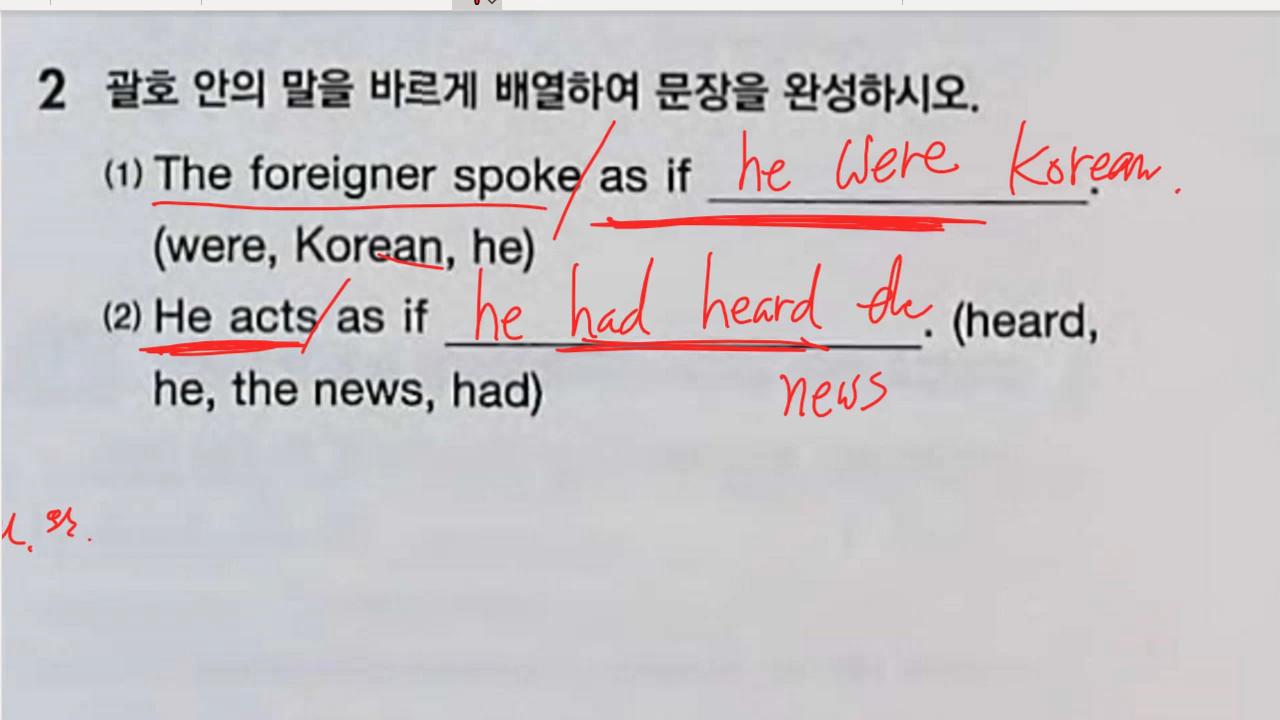 2 괄호 안의 말을 바르게 배열하여 문장을 완성하시오.
(1) The foreigner spoke / as if he were Korean.
(were, Korean, he)
(2) He acts / as if he had heard the . (heard,
he, the news, had) news